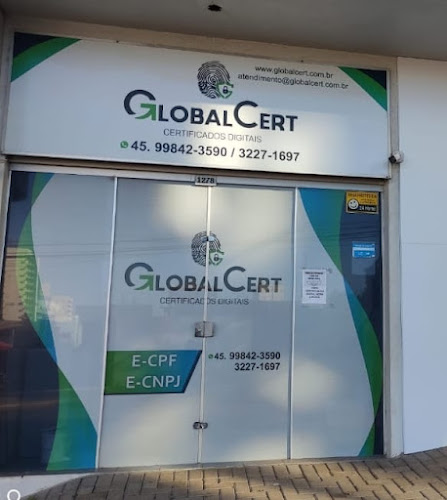 www.globalcert.com.br
atendimento@globalcert.com.br
GLOBALCERT
CERTIFICADOS DIGITAIS
45. 99842-3590 / 3227-1697
1278
GLOBALCERT
CERTIFICADOS DIGITAIS
E-CPF
E-CNPJ
45. 99842-3590
3227-1697